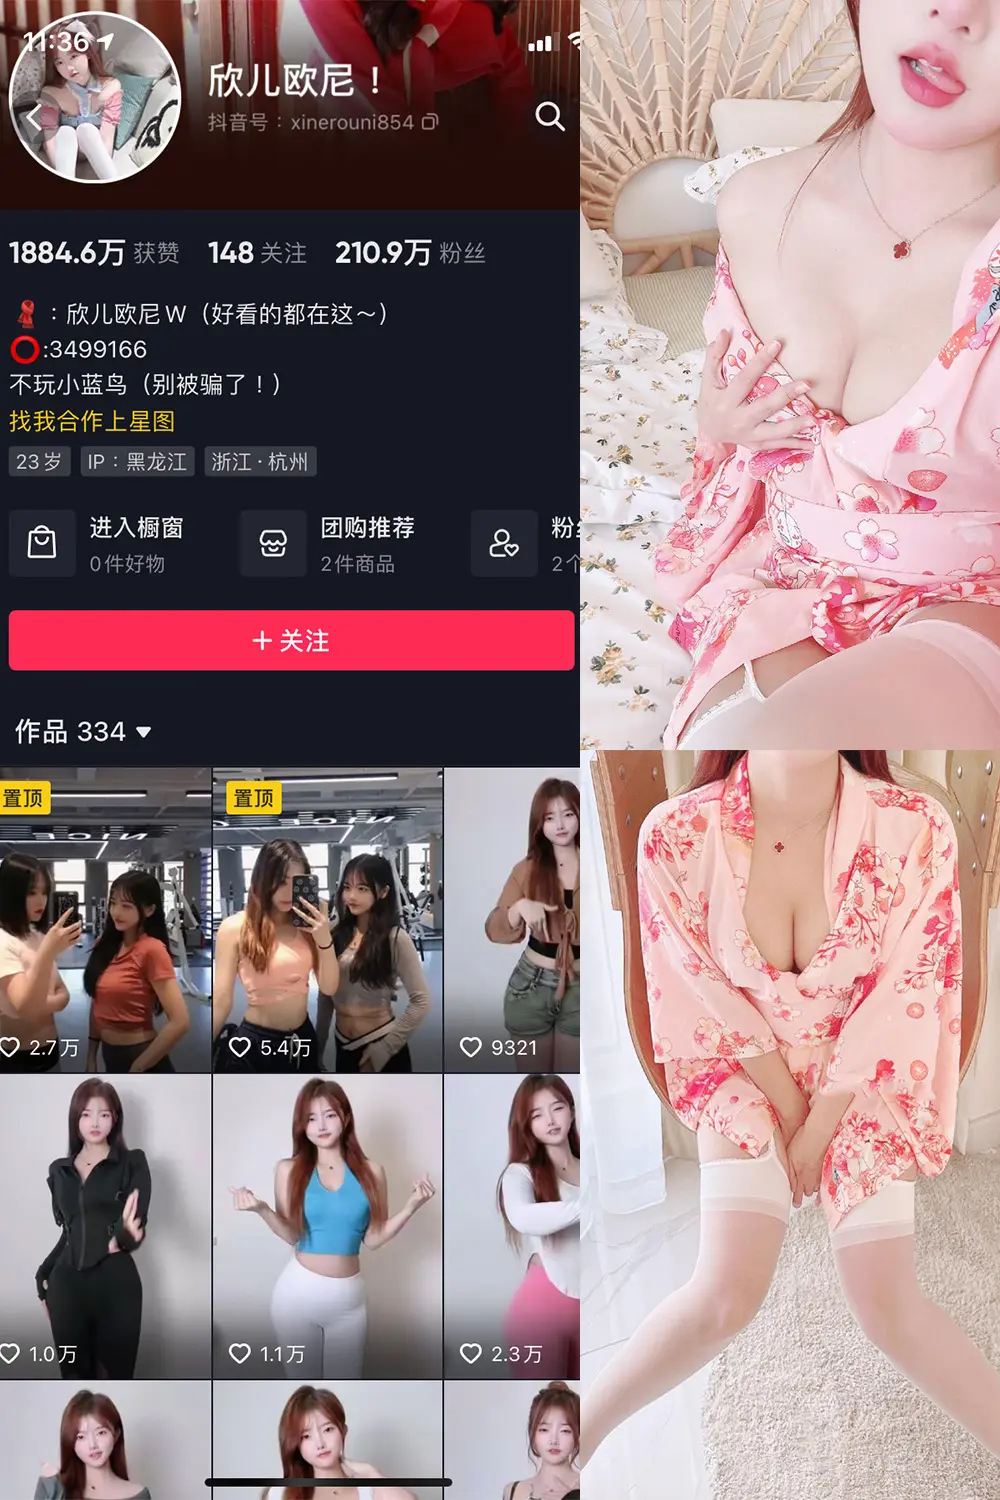 11:36
欣儿欧尼！
抖音号：xinerouni854
1884.6万 获赞 148 关注 210.9万 粉丝
：欣儿欧尼W（好看的都在这～）
⭕:3499166
不玩小蓝鸟（别被骗了！）
找我合作上星图
23岁 IP：黑龙江 浙江·杭州
进入橱窗 团购推荐 粉
0件好物 2件商品 2个
＋关注
作品 334
置顶 置顶
2.7万 5.4万 9321
1.0万 1.1万 2.3万